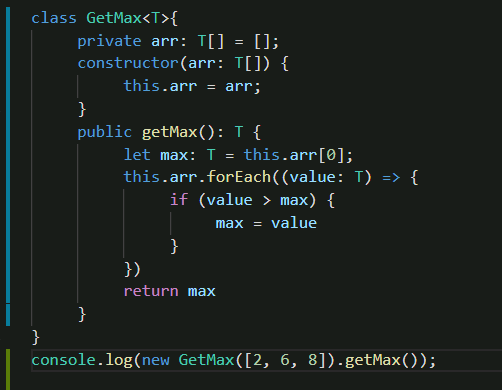 class GetMax<T>{
private arr: T[] = [];
constructor(arr: T[]) {
this.arr = arr;
}
public getMax(): T {
let max: T = this.arr[0];
this.arr.forEach((value: T) => {
if (value > max) {
max = value
}
})
return max
}
}
console.log(new GetMax([2, 6, 8]).getMax());